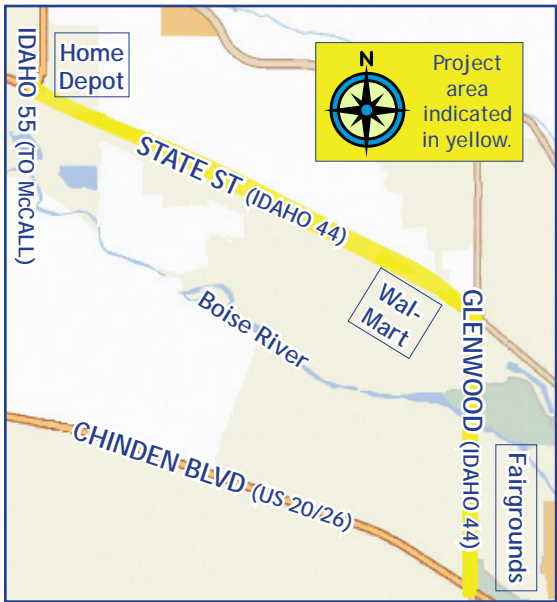 Home
Depot
IDAHO 55 (TO McCALL)
N
Project
area
indicated
in yellow.
STATE ST (IDAHO 44)
Wal-
Mart
Boise River
GLENWOOD (IDAHO 44)
CHINDEN BLVD (US 20/26)
Fairgrounds